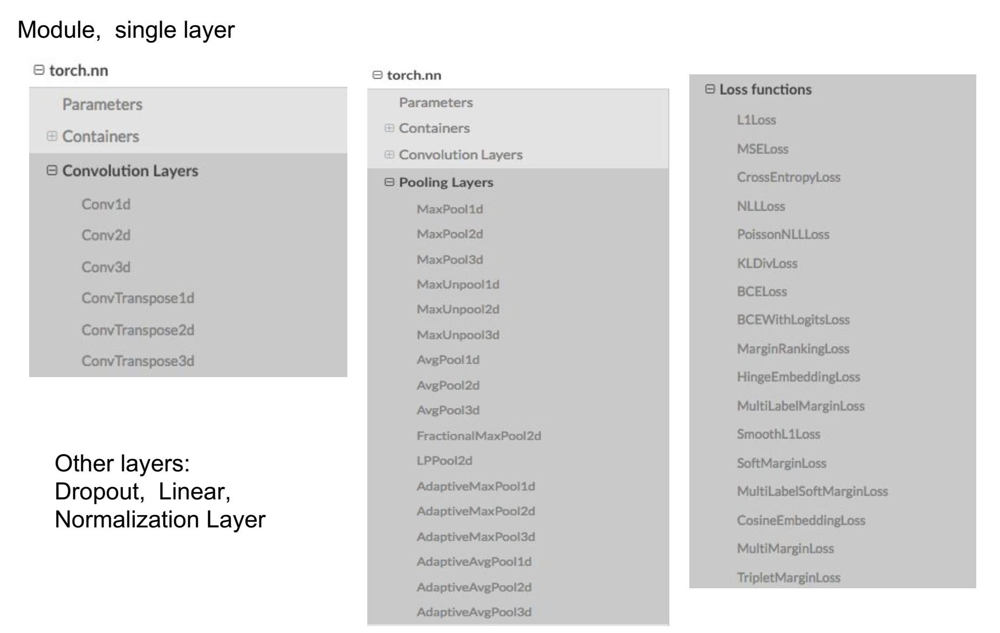 Module, single layer
torch.nn
Parameters
Containers
Convolution Layers
Conv1d
Conv2d
Conv3d
ConvTranspose1d
ConvTranspose2d
ConvTranspose3d
Other layers:
Dropout, Linear,
Normalization Layer
torch.nn
Parameters
Containers
Convolution Layers
Pooling Layers
MaxPool1d
MaxPool2d
MaxPool3d
MaxUnpool1d
MaxUnpool2d
MaxUnpool3d
AvgPool1d
AvgPool2d
AvgPool3d
FractionalMaxPool2d
LPPool2d
AdaptiveMaxPool1d
AdaptiveMaxPool2d
AdaptiveMaxPool3d
AdaptiveAvgPool1d
AdaptiveAvgPool2d
AdaptiveAvgPool3d
Loss functions
L1Loss
MSELoss
CrossEntropyLoss
NLLLoss
PoissonNLLLoss
KLDivLoss
BCELoss
BCEWithLogitsLoss
MarginRankingLoss
HingeEmbeddingLoss
MultiLabelMarginLoss
SmoothL1Loss
SoftMarginLoss
MultiLabelSoftMarginLoss
CosineEmbeddingLoss
MultiMarginLoss
TripletMarginLoss